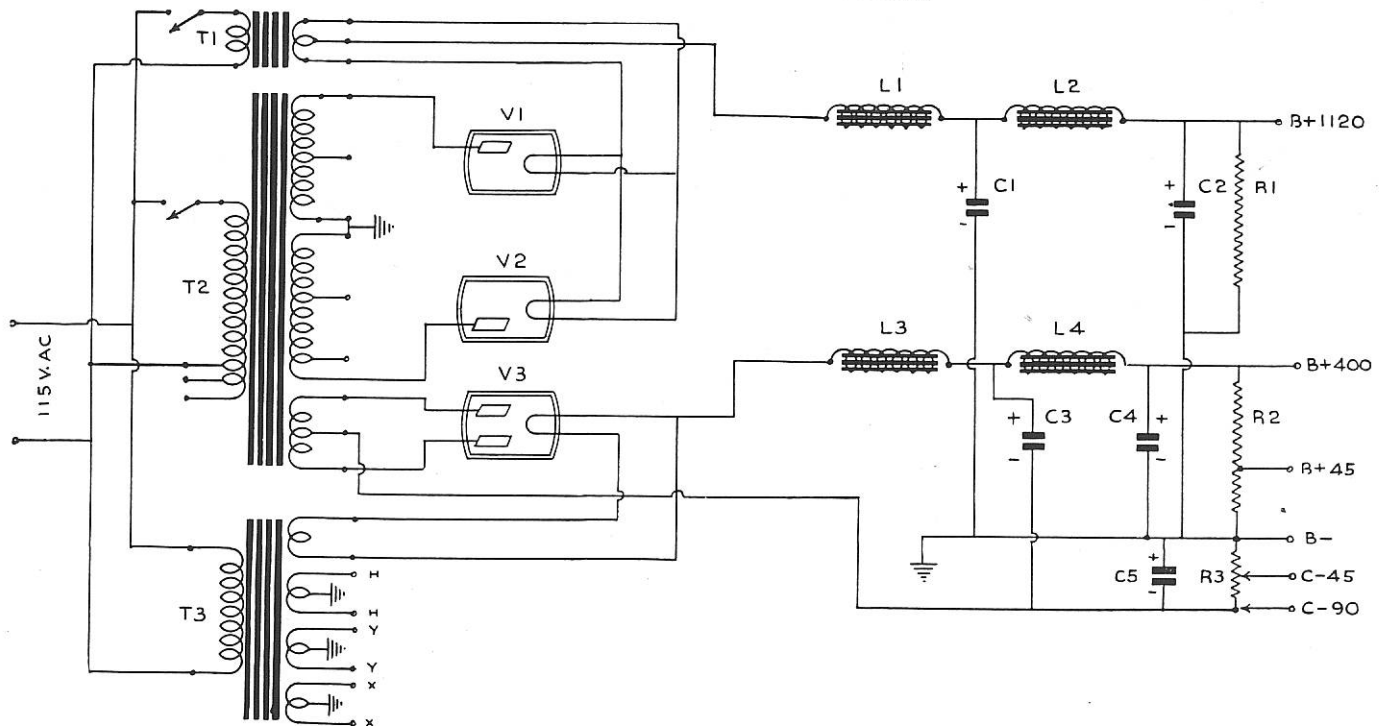 T1
L1
L2
V1
B+1120
+
C1
-
+
C2
-
R1
V2
T2
115V.AC
L3
L4
B+400
V3
+
C3
-
C4
+
-
R2
B+45
B-
+
C5
-
R3
C-45
C-90
T3
H
H
Y
Y
X
X